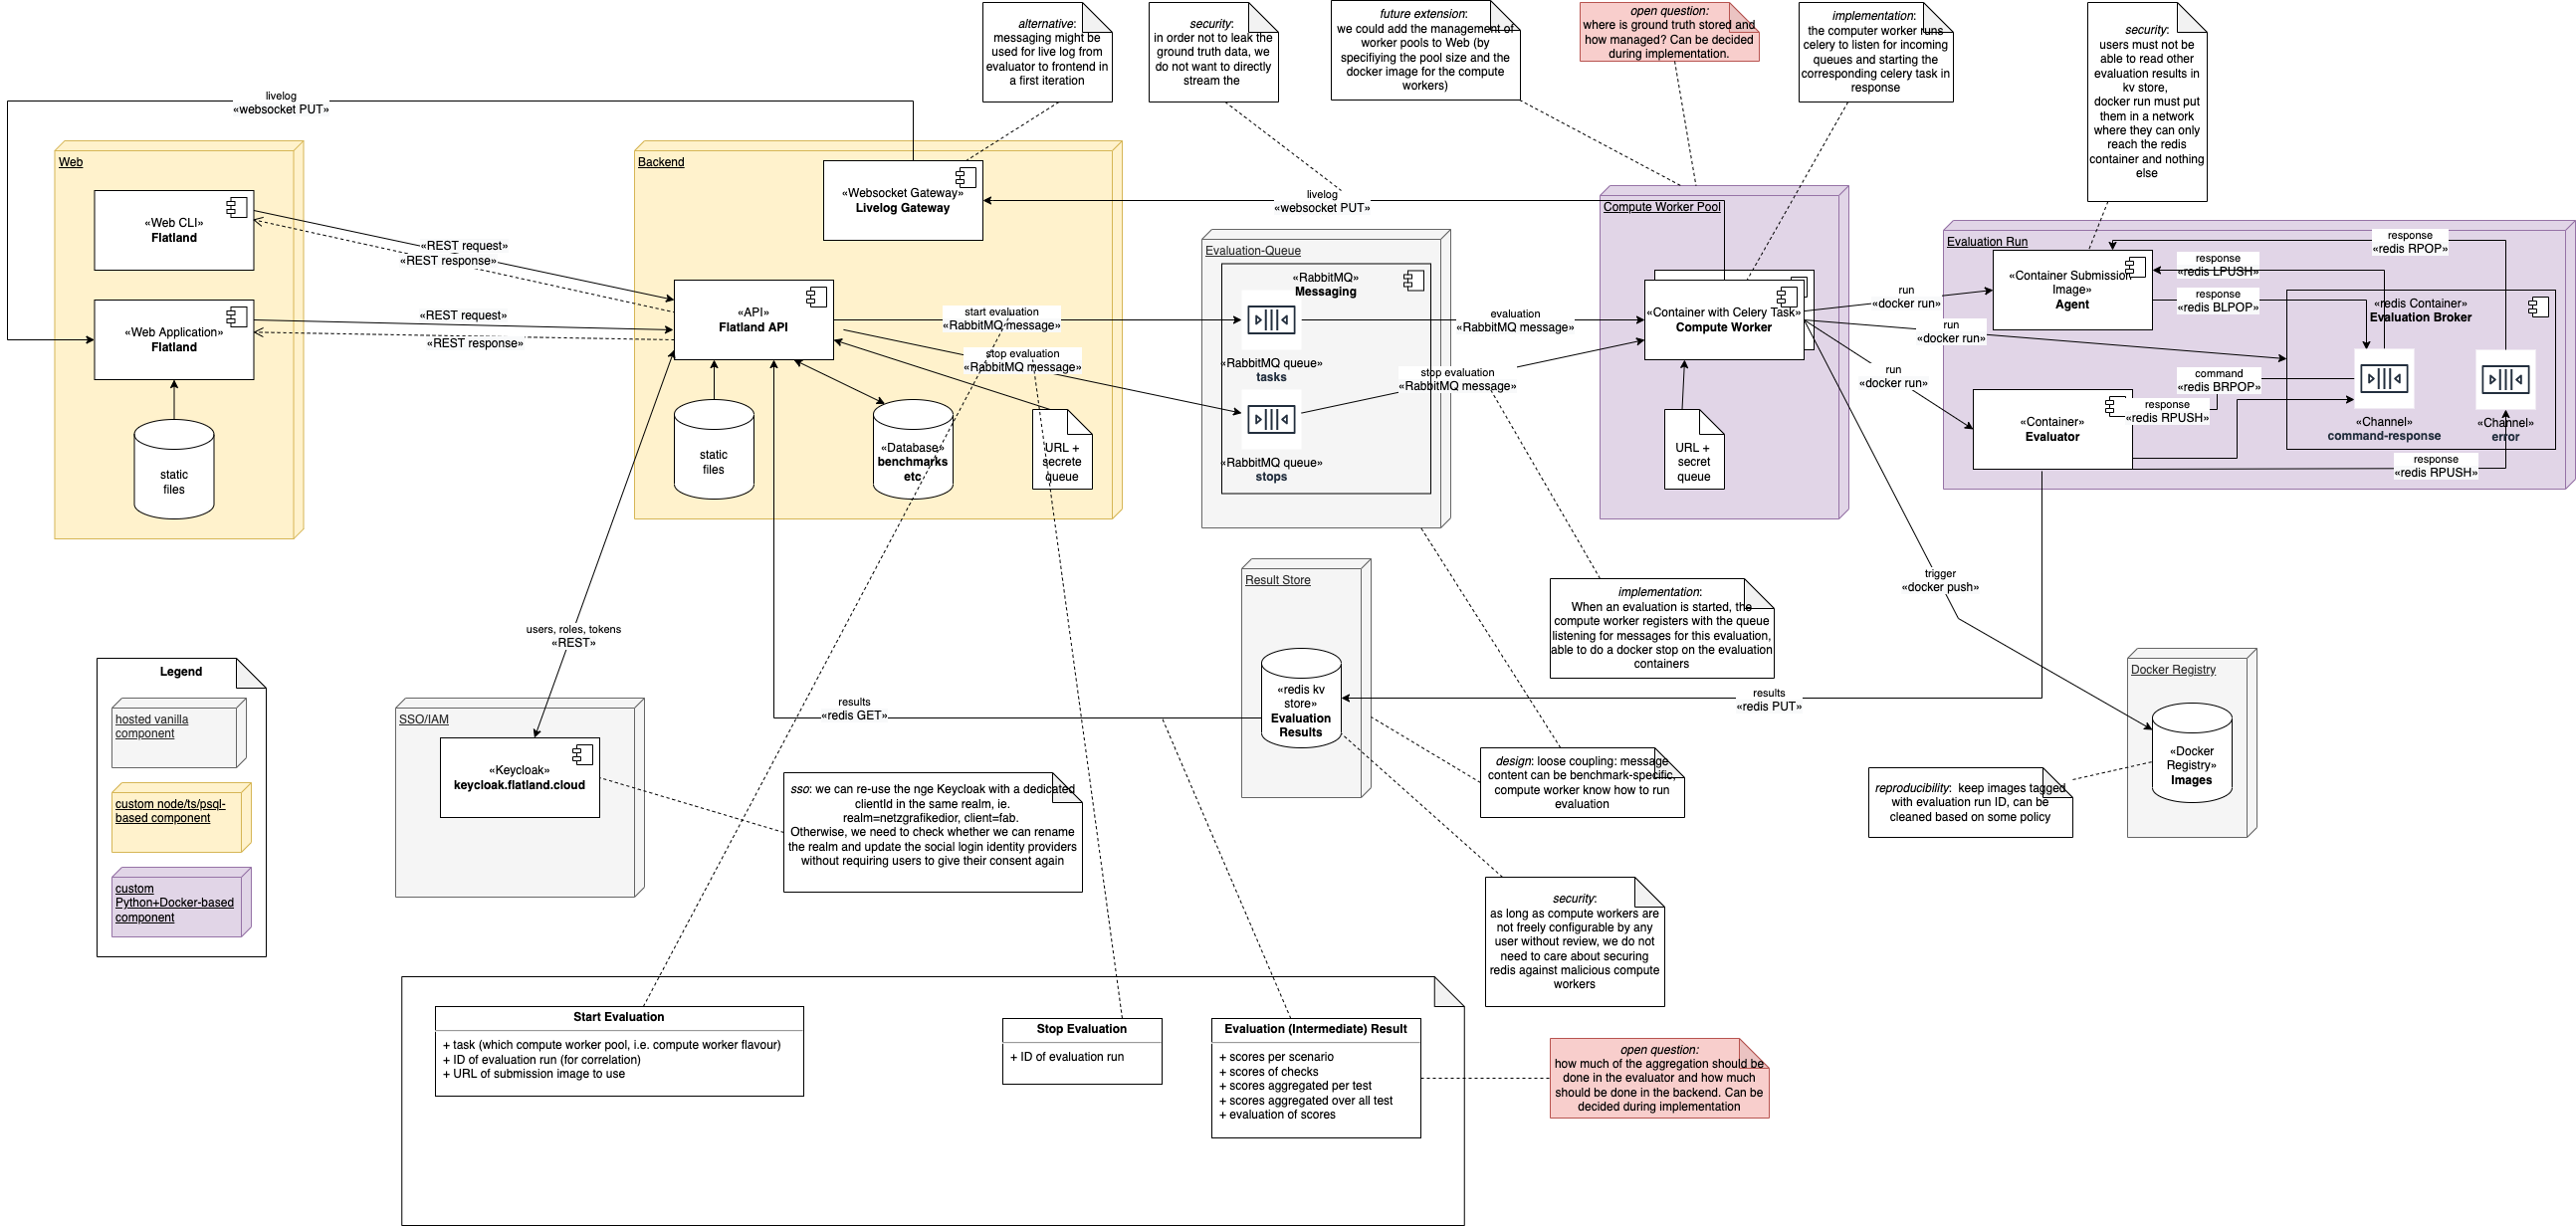 alternative:
messaging might be
used for live log from
evaluator to frontend in
a first iteration
security:
in order not to leak the
ground truth data, we
do not want to directly
stream the
future extension:
we could add the management of
worker pools to Web (by
specifiying the pool size and the
docker image for the compute
workers)
open question:
where is ground truth stored and
how managed? Can be decided
during implementation.
implementation:
the computer worker runs
celery to listen for incoming
queues and starting the
corresponding celery task in
response
security:
users must not be
able to read other
evaluation results in
kv store,
docker run must put
them in a network
where they can only
reach the redis
container and nothing
else
livelog
«websocket PUT»
Web
«Web CLI»
Flatland
«Web Application»
Flatland
static
files
«REST request»
«REST response»
«REST request»
«REST response»
Backend
«Websocket Gateway»
Livelog Gateway
«API»
Flatland API
static
files
«Database»
benchmarks
etc
URL +
secrete
queue
livelog
«websocket PUT»
start evaluation
«RabbitMQ message»
stop evaluation
«RabbitMQ message»
Evaluation-Queue
«RabbitMQ»
Messaging
«RabbitMQ queue»
tasks
«RabbitMQ queue»
stops
evaluation
«RabbitMQ message»
stop evaluation
«RabbitMQ message»
Compute Worker Pool
«Container with Celery Task»
Compute Worker
URL +
secret
queue
run
«docker run»
run
«docker run»
run
«docker run»
Evaluation Run
«Container Submission
Image»
Agent
response
«redis RPOP»
response
«redis LPUSH»
response
«redis BLPOP»
«redis Container»
Evaluation Broker
command
«redis BRPOP»
response
«redis RPUSH»
«Container»
Evaluator
«Channel»
command-response
«Channel»
error
response
«redis RPUSH»
trigger
«docker push»
users, roles, tokens
«REST»
Result Store
«redis kv
store»
Evaluation
Results
implementation:
When an evaluation is started, the
compute worker registers with the queue
listening for messages for this evaluation,
able to do a docker stop on the evaluation
containers
results
«redis GET»
results
«redis PUT»
Docker Registry
«Docker
Registry»
Images
Legend
hosted vanilla
component
custom node/ts/psql-
based component
custom
Python+Docker-based
component
SSO/IAM
«Keycloak»
keycloak.flatland.cloud
sso: we can re-use the nge Keycloak with a dedicated
clientId in the same realm, ie.
realm=netzgrafikedior, client=fab.
Otherwise, we need to check whether we can rename
the realm and update the social login identity providers
without requiring users to give their consent again
design: loose coupling: message
content can be benchmark-specific,
compute worker know how to run
evaluation
reproducibility: keep images tagged
with evaluation run ID, can be
cleaned based on some policy
security:
as long as compute workers are
not freely configurable by any
user without review, we do not
need to care about securing
redis against malicious compute
workers
Start Evaluation
+ task (which compute worker pool, i.e. compute worker flavour)
+ ID of evaluation run (for correlation)
+ URL of submission image to use
Stop Evaluation
+ ID of evaluation run
Evaluation (Intermediate) Result
+ scores per scenario
+ scores of checks
+ scores aggregated per test
+ scores aggregated over all test
+ evaluation of scores
open question:
how much of the aggregation should be
done in the evaluator and how much
should be done in the backend. Can be
decided during implementation